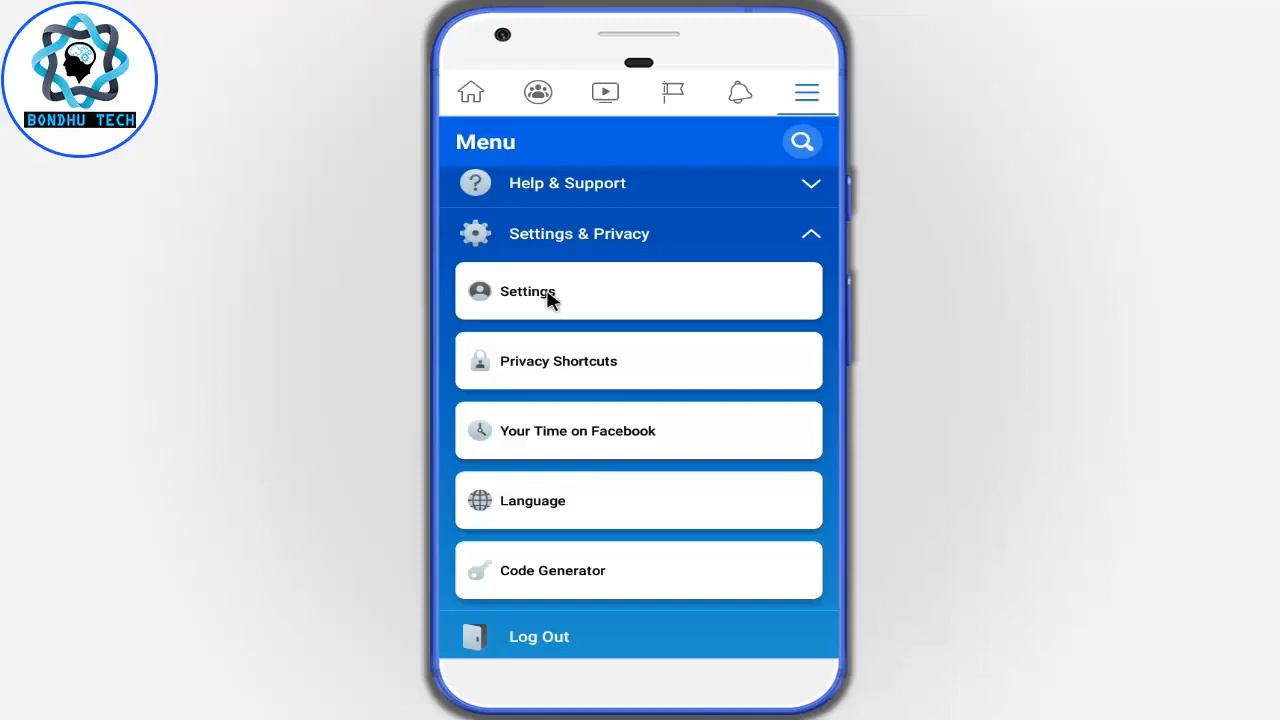 BONDHU TECH
Menu
Help & Support
Settings & Privacy
Settings
Privacy Shortcuts
Your Time on Facebook
Language
Code Generator
Log Out